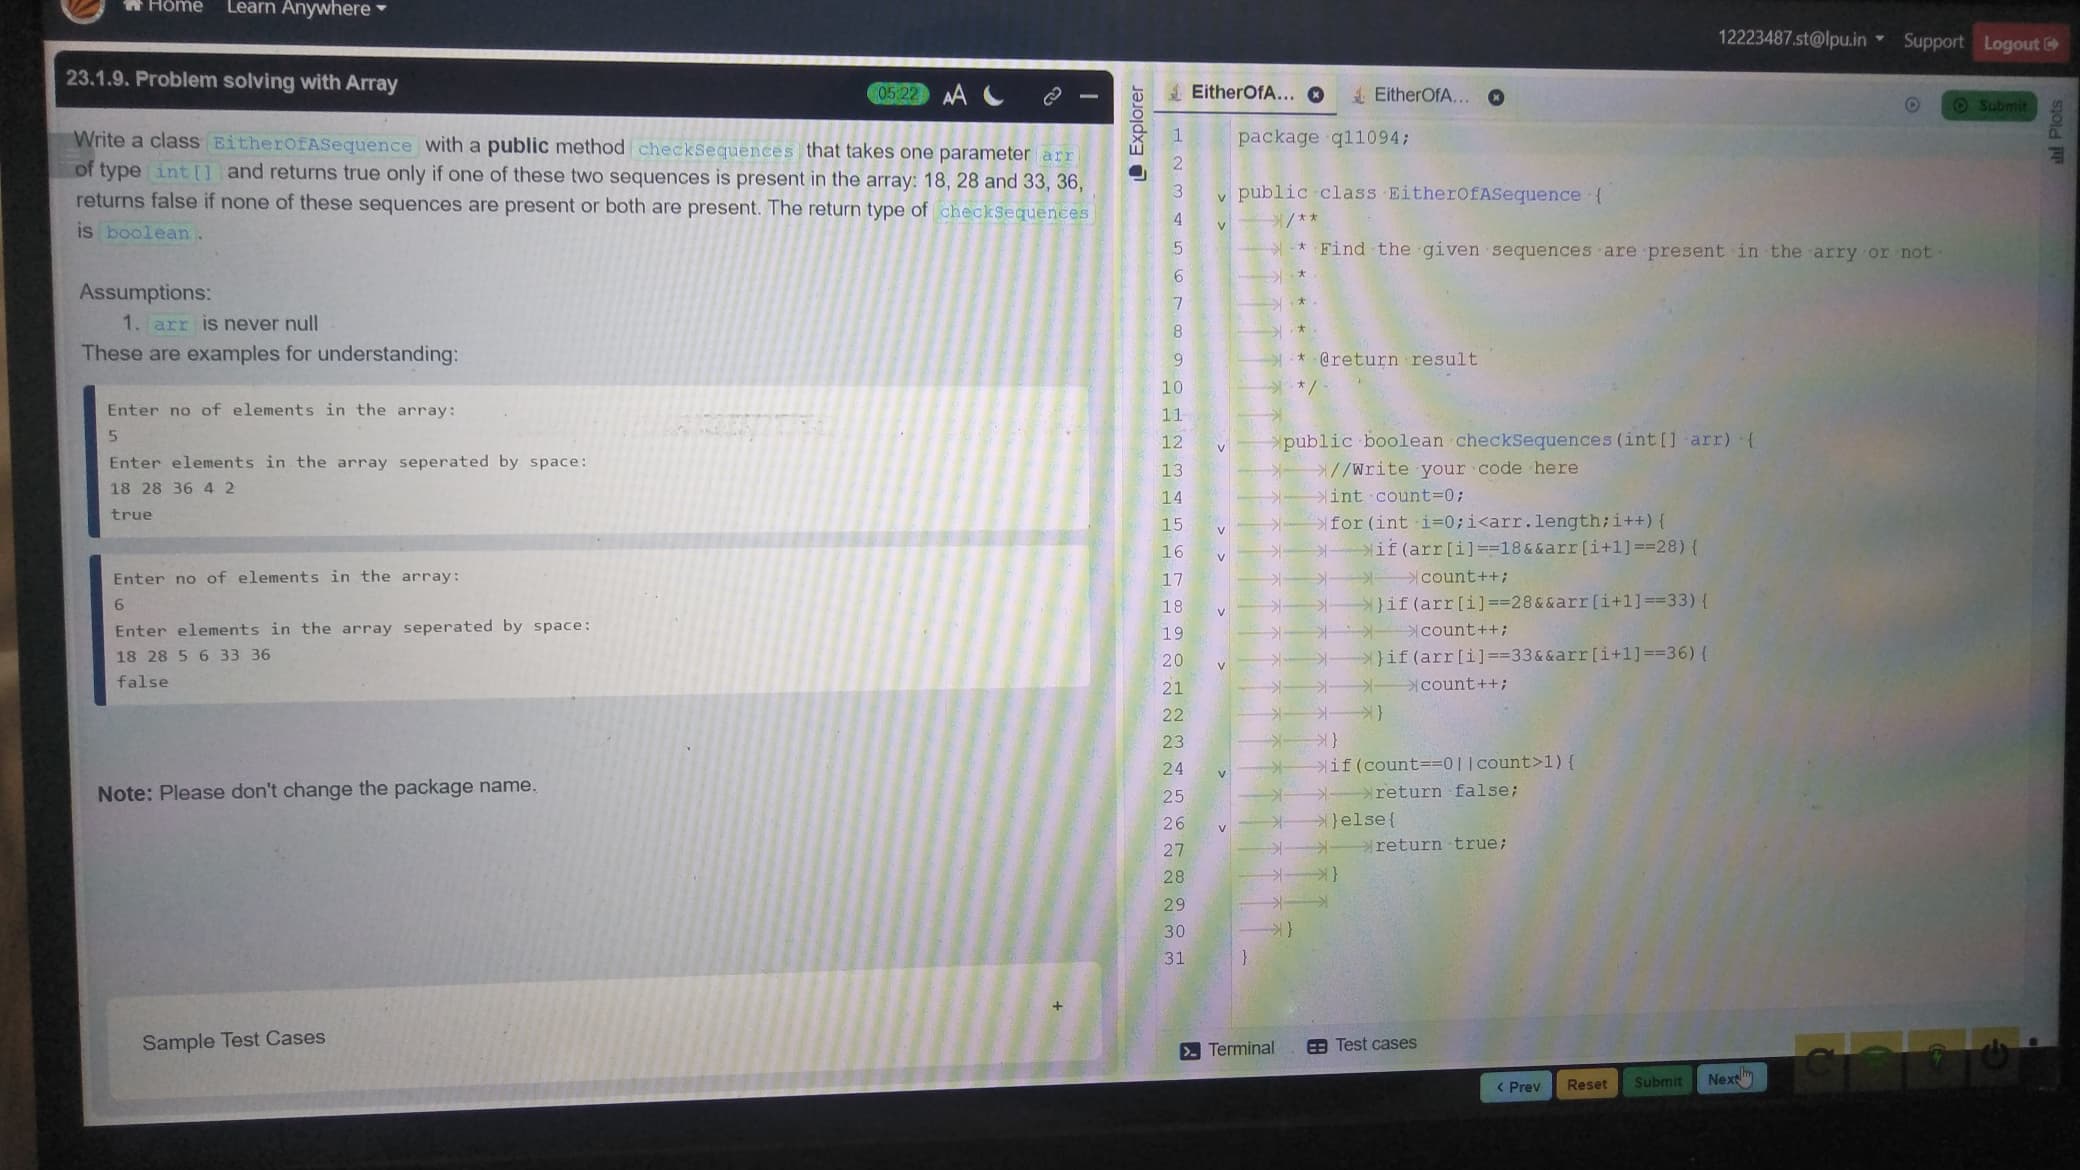 Home Learn Anywhere
12223487.st@lpu.in Support Logout
23.1.9. Problem solving with Array
05:22 AA
Write a class EitherOfASequence with a public method checkSequences that takes one parameter arr
of type int[] and returns true only if one of these two sequences is present in the array: 18, 28 and 33, 36,
returns false if none of these sequences are present or both are present. The return type of checkSequences
is boolean.
Assumptions:
1. arr is never null
These are examples for understanding:
Enter no of elements in the array:
5
Enter elements in the array seperated by space:
18 28 36 4 2
true
Enter no of elements in the array:
6
Enter elements in the array seperated by space:
18 28 5 6 33 36
false
Note: Please don't change the package name.
Sample Test Cases
+
Explorer
EitherOfA... EitherOfA...
Submit
Plots
1 package q11094;
2
3 public class EitherOfASequence {
4 /**
5 * Find the given sequences are present in the arry or not
6 *
7 *
8 *
9 * @return result
10 */
11
12 public boolean checkSequences(int[] arr) {
13 //Write your code here
14 int count=0;
15 for(int i=0;i<arr.length;i++){
16 if(arr[i]==18&&arr[i+1]==28){
17 count++;
18 }if(arr[i]==28&&arr[i+1]==33){
19 count++;
20 }if(arr[i]==33&&arr[i+1]==36){
21 count++;
22 }
23 }
24 if(count==0||count>1){
25 return false;
26 }else{
27 return true;
28 }
29
30 }
31 }
Terminal Test cases
< Prev Reset Submit Next